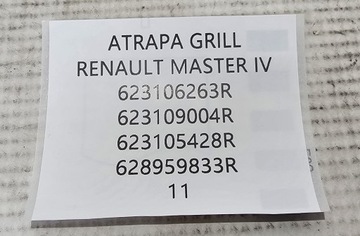 ATRAPA GRILL
RENAULT MASTER IV
623106263R
623109004R
623105428R
628959833R
11